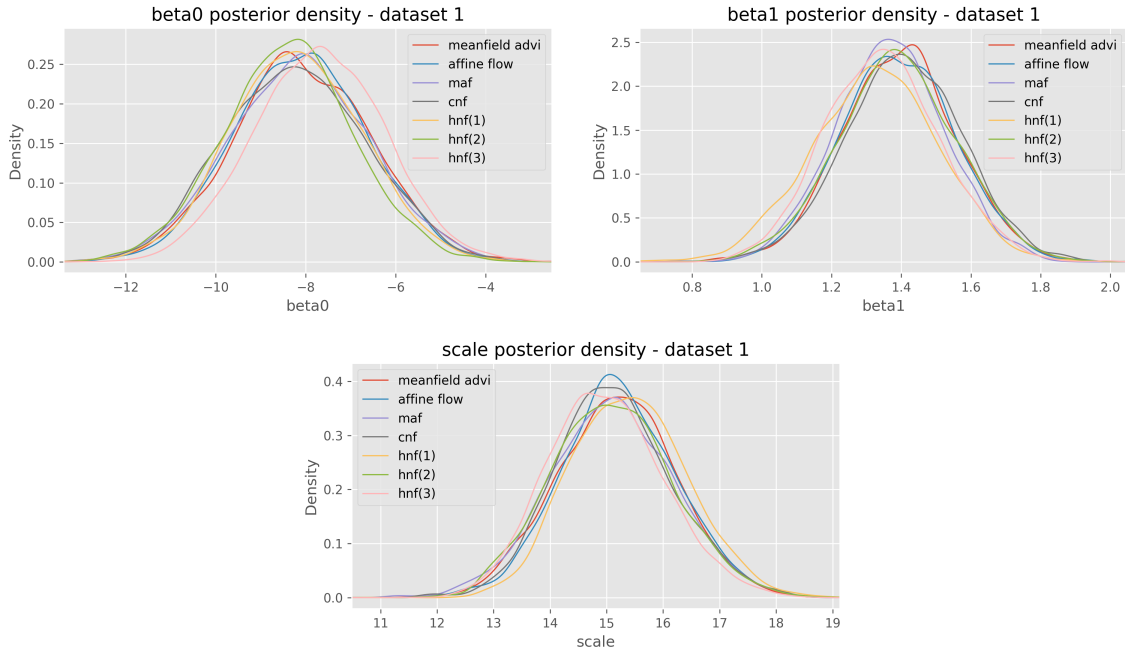 beta0 posterior density - dataset 1
Density
0.25
0.20
0.15
0.10
0.05
0.00
−12
−10
−8
−6
−4
beta0
meanfield advi
affine flow
maf
cnf
hnf(1)
hnf(2)
hnf(3)
beta1 posterior density - dataset 1
Density
2.5
2.0
1.5
1.0
0.5
0.0
0.8
1.0
1.2
1.4
1.6
1.8
2.0
beta1
meanfield advi
affine flow
maf
cnf
hnf(1)
hnf(2)
hnf(3)
scale posterior density - dataset 1
Density
0.4
0.3
0.2
0.1
0.0
11
12
13
14
15
16
17
18
19
scale
meanfield advi
affine flow
maf
cnf
hnf(1)
hnf(2)
hnf(3)